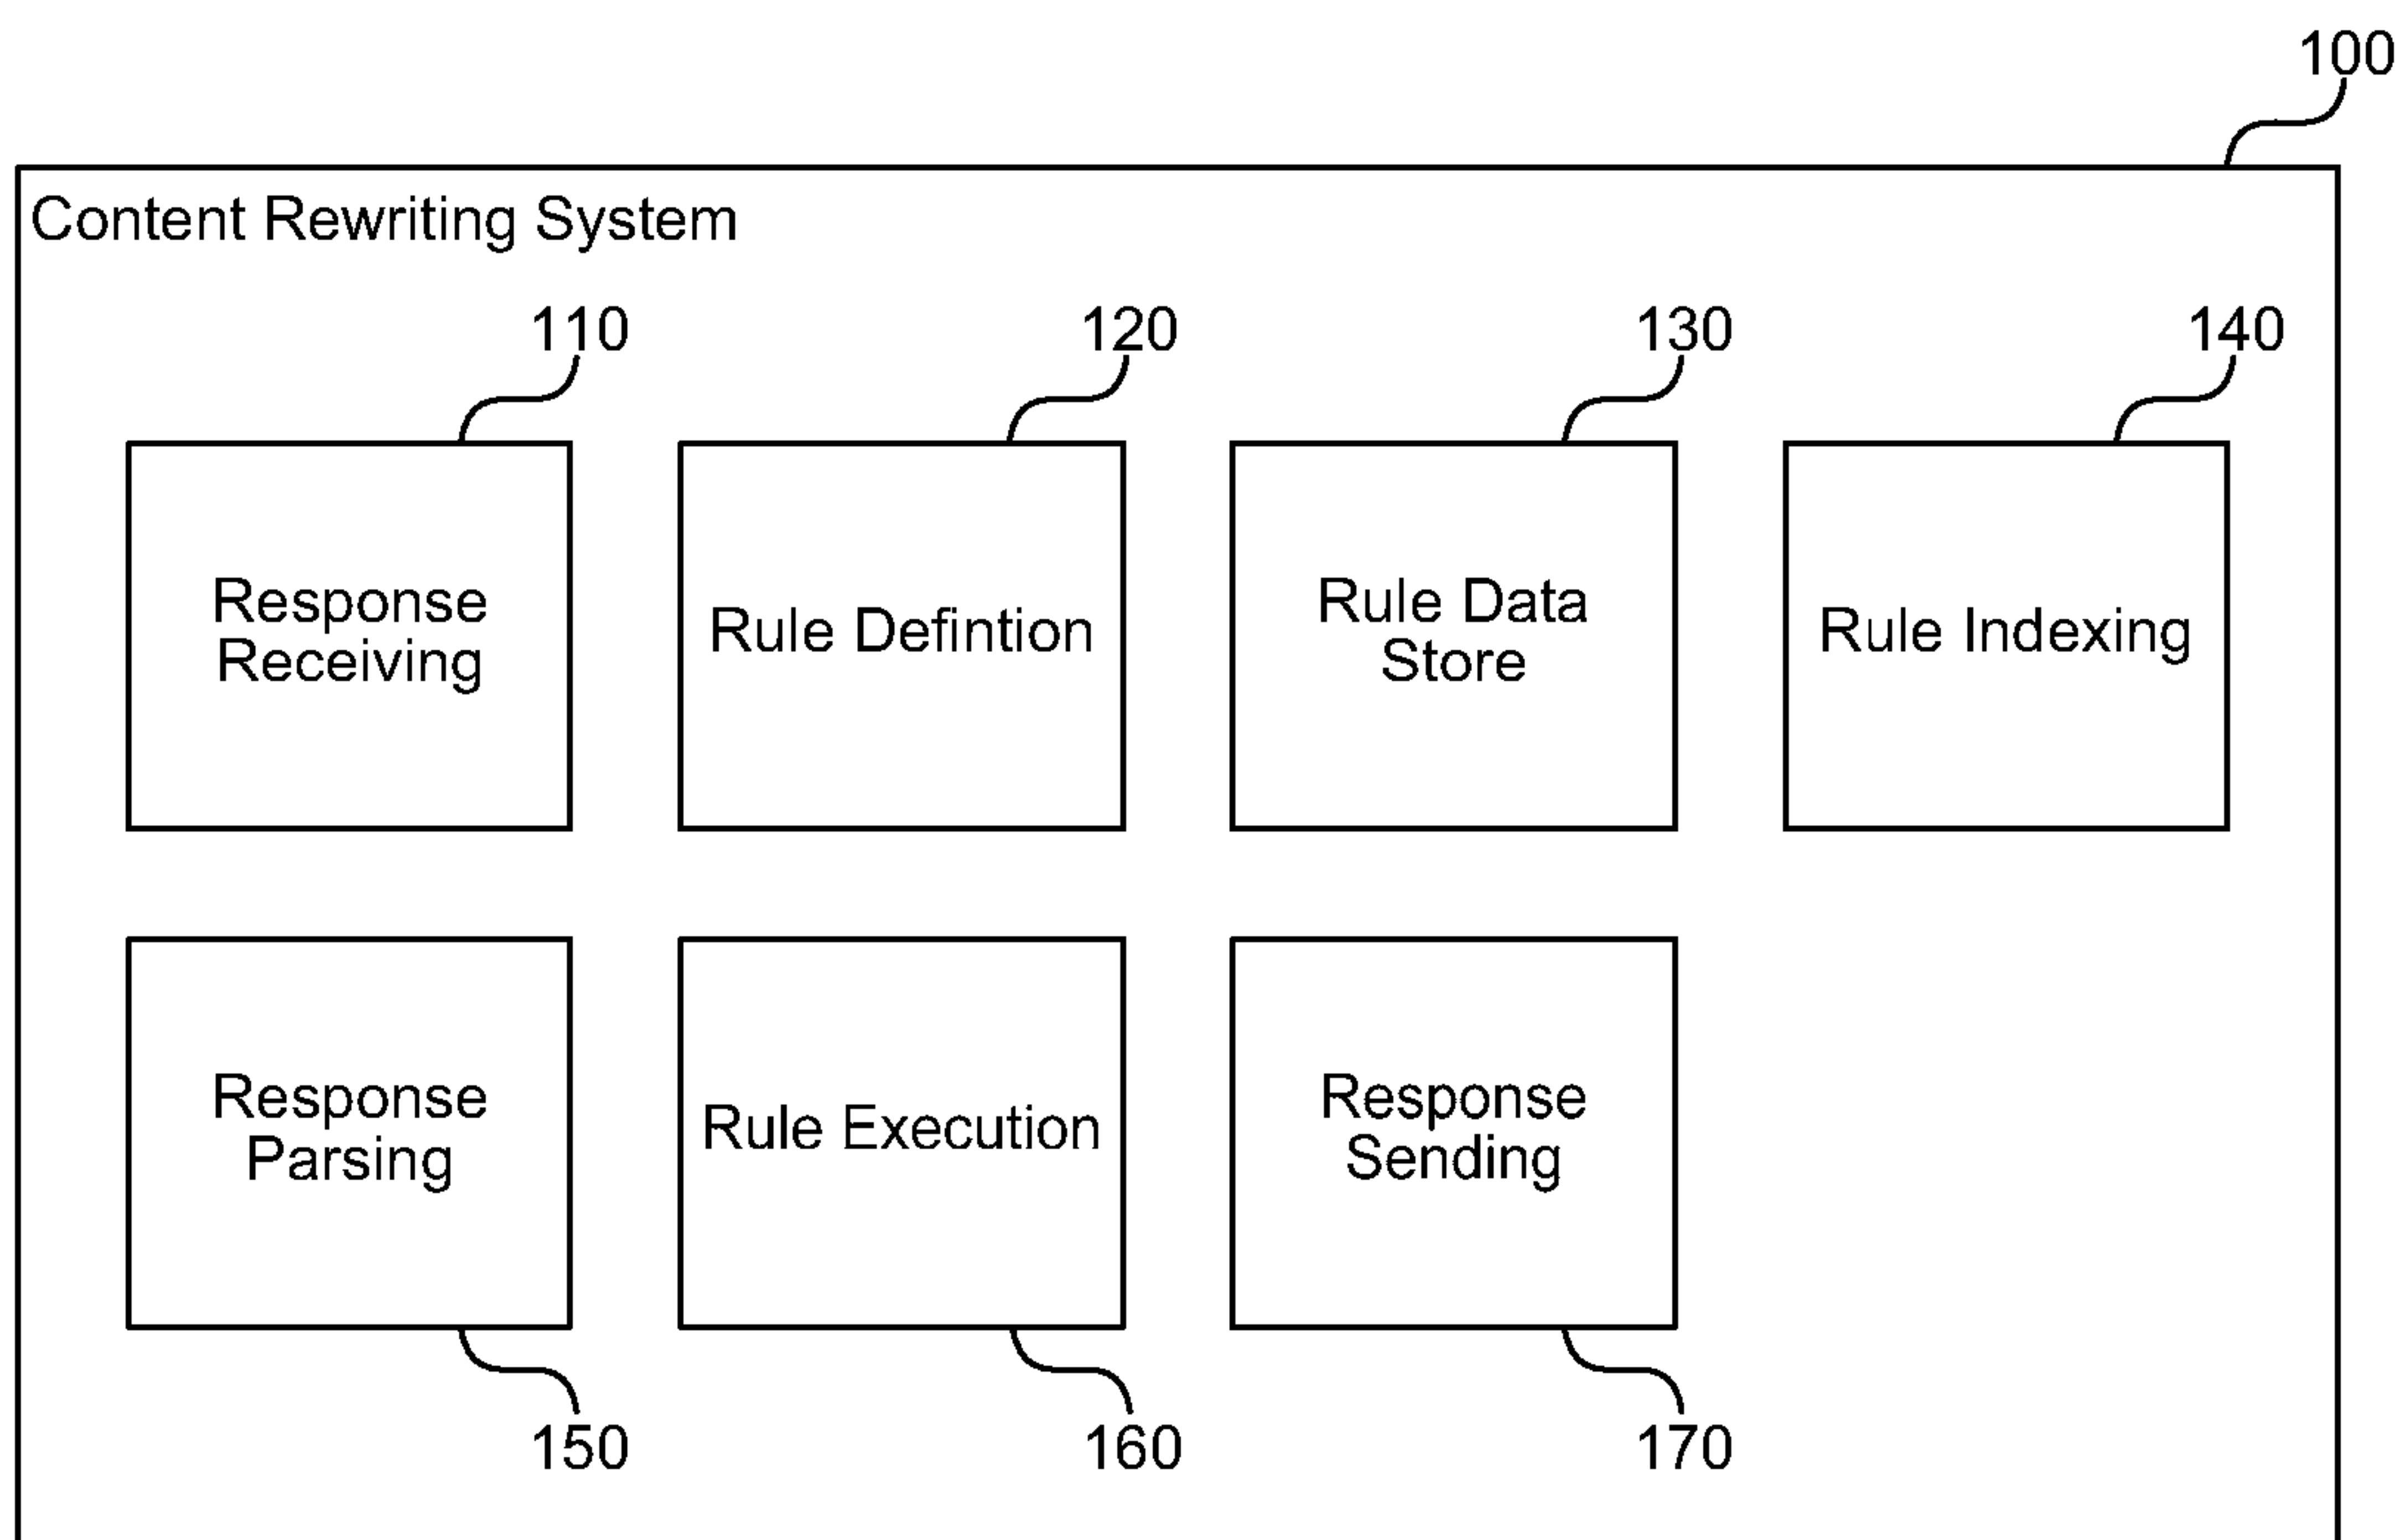 100
Content Rewriting System
110
120
130
140
Response
Receiving
Rule Defintion
Rule Data
Store
Rule Indexing
Response
Parsing
Rule Execution
Response
Sending
150
160
170